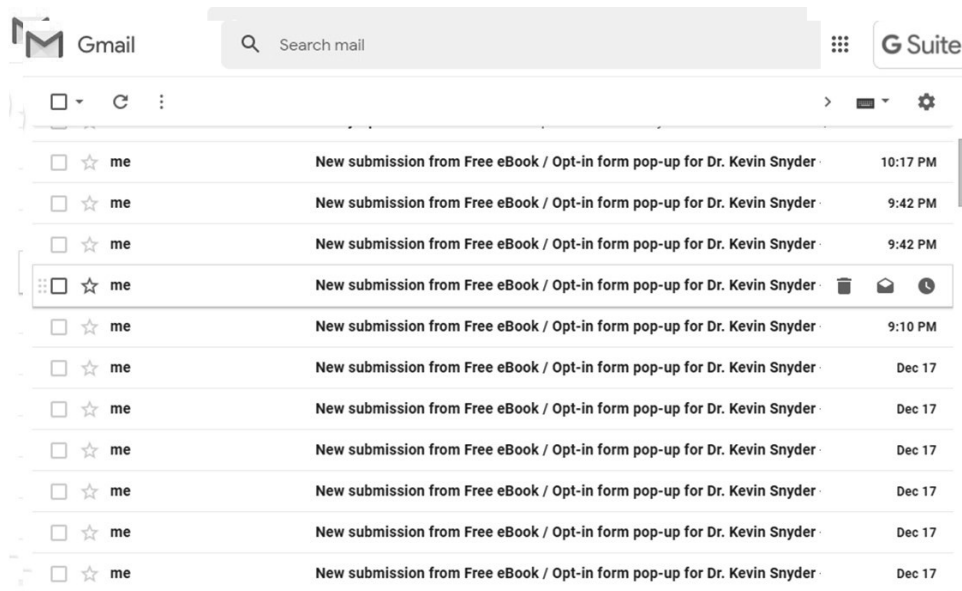 Gmail
Search mail
G Suite
me New submission from Free eBook / Opt-in form pop-up for Dr. Kevin Snyder 10:17 PM
me New submission from Free eBook / Opt-in form pop-up for Dr. Kevin Snyder 9:42 PM
me New submission from Free eBook / Opt-in form pop-up for Dr. Kevin Snyder 9:42 PM
me New submission from Free eBook / Opt-in form pop-up for Dr. Kevin Snyder
me New submission from Free eBook / Opt-in form pop-up for Dr. Kevin Snyder 9:10 PM
me New submission from Free eBook / Opt-in form pop-up for Dr. Kevin Snyder Dec 17
me New submission from Free eBook / Opt-in form pop-up for Dr. Kevin Snyder Dec 17
me New submission from Free eBook / Opt-in form pop-up for Dr. Kevin Snyder Dec 17
me New submission from Free eBook / Opt-in form pop-up for Dr. Kevin Snyder Dec 17
me New submission from Free eBook / Opt-in form pop-up for Dr. Kevin Snyder Dec 17
me New submission from Free eBook / Opt-in form pop-up for Dr. Kevin Snyder Dec 17